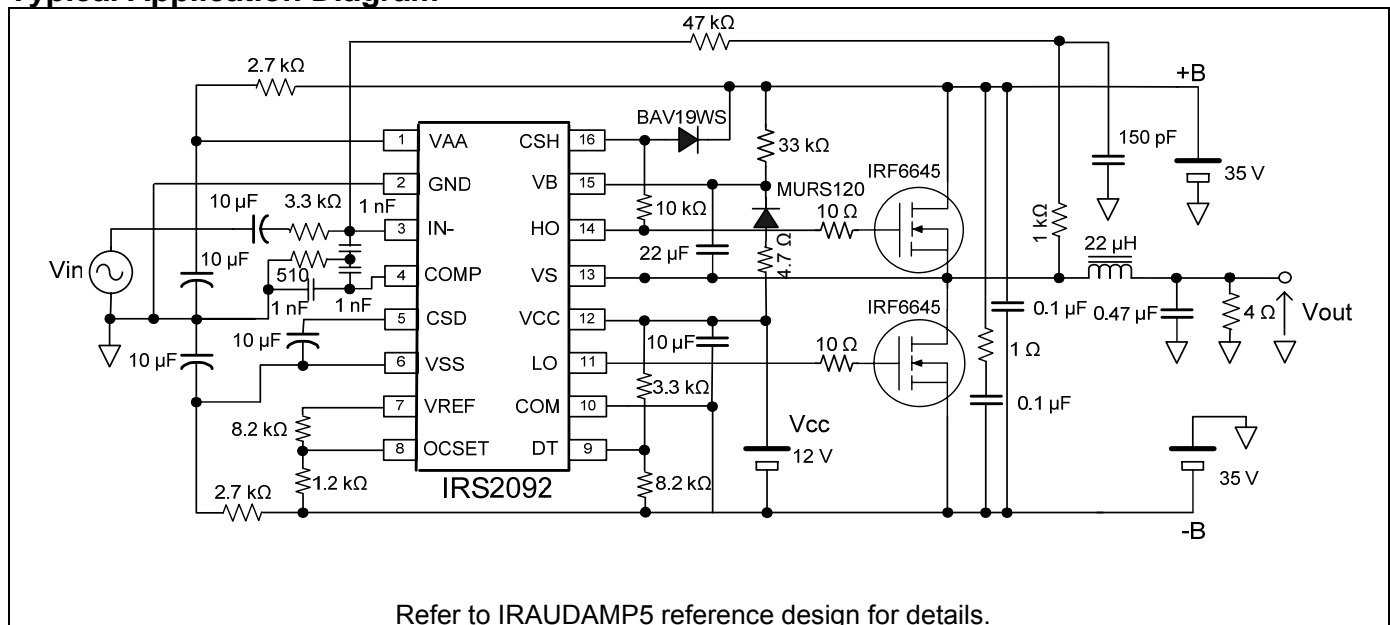 Typical Application Diagram
47 kΩ
2.7 kΩ
+B
BAV19WS
1 VAA
CSH 16
33 kΩ
150 pF
35 V
IRF6645
2 GND
VB 15
MURS120
10 µF
3.3 kΩ
1 nF
10 kΩ
10 Ω
1 kΩ
3 IN-
HO 14
22 µH
10 µF
22 µF
4.7 Ω
Vin
510
4 COMP
VS 13
1 nF
1 nF
IRF6645
5 CSD
VCC 12
0.1 µF
0.47 µF
4 Ω
Vout
10 µF
10 µF
10 Ω
10 µF
1 Ω
6 VSS
LO 11
3.3 kΩ
7 VREF
COM 10
0.1 µF
8.2 kΩ
Vcc
8 OCSET
DT 9
12 V
1.2 kΩ
8.2 kΩ
35 V
IRS2092
2.7 kΩ
-B
Refer to IRAUDAMP5 reference design for details.